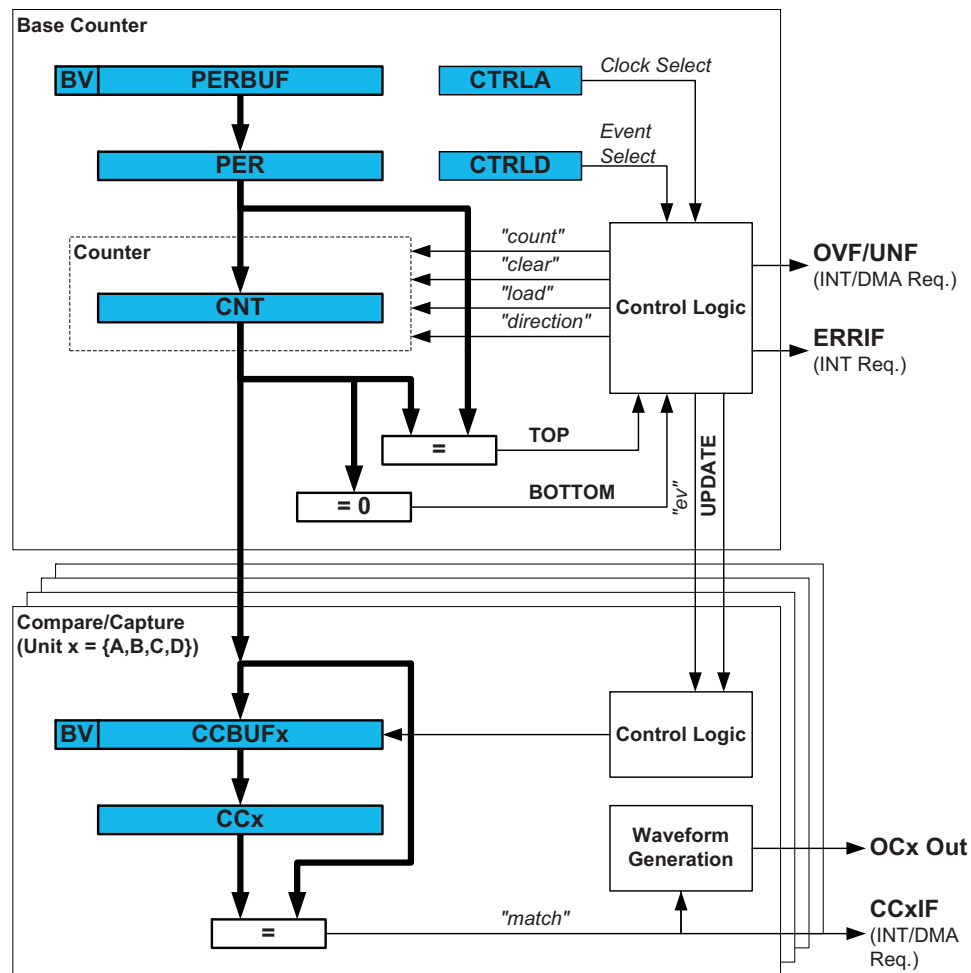 Base Counter
BV PERBUF
CTRLA
Clock Select
PER
CTRLD
Event
Select
Counter
CNT
"count"
"clear"
"load"
"direction"
Control Logic
OVF/UNF
(INT/DMA Req.)
ERRIF
(INT Req.)
=
TOP
= 0
BOTTOM
"ev"
UPDATE
Compare/Capture
(Unit x = {A,B,C,D})
BV CCBUFx
Control Logic
CCx
Waveform
Generation
OCx Out
=
"match"
CCxIF
(INT/DMA
Req.)